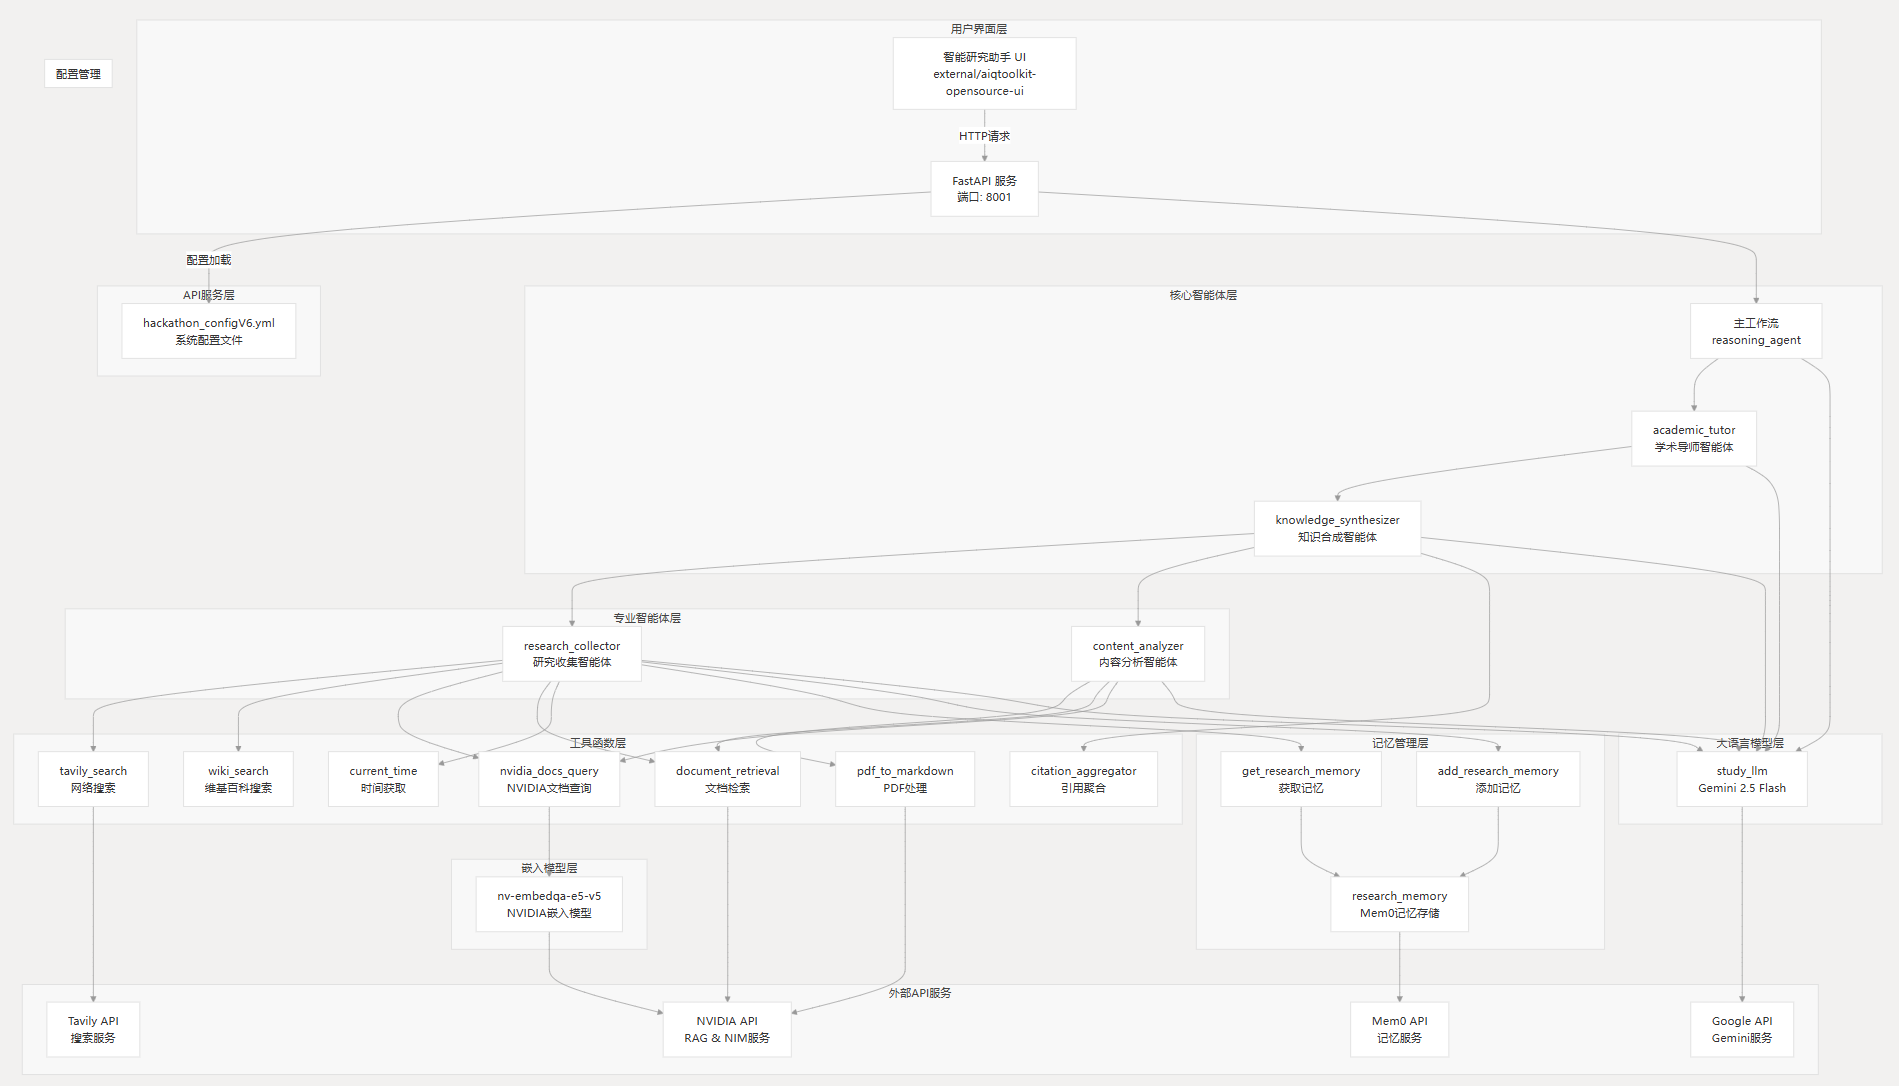 用户界面层
智能研究助手 UI
external/aiqtoolkit-
opensource-ui
配置管理
HTTP请求
FastAPI 服务
端口: 8001
配置加载
API服务层
hackathon_configV6.yml
系统配置文件
核心智能体层
主工作流
reasoning_agent
academic_tutor
学术导师智能体
knowledge_synthesizer
知识合成智能体
专业智能体层
research_collector
研究收集智能体
content_analyzer
内容分析智能体
工具函数层
tavily_search
网络搜索
wiki_search
维基百科搜索
current_time
时间获取
nvidia_docs_query
NVIDIA文档查询
document_retrieval
文档检索
pdf_to_markdown
PDF处理
citation_aggregator
引用聚合
记忆管理层
get_research_memory
获取记忆
add_research_memory
添加记忆
大语言模型层
study_llm
Gemini 2.5 Flash
嵌入模型层
nv-embedqa-e5-v5
NVIDIA嵌入模型
research_memory
Mem0记忆存储
外部API服务
Tavily API
搜索服务
NVIDIA API
RAG & NIM服务
Mem0 API
记忆服务
Google API
Gemini服务